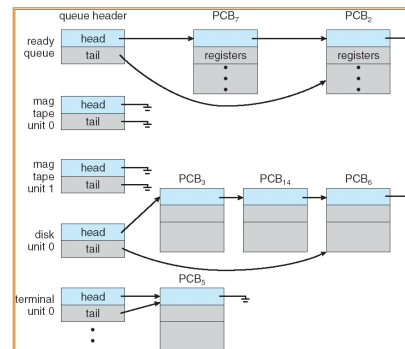 queue header PCB7 PCB2
ready
queue
head
tail
registers
registers
mag
tape
unit 0
head
tail
mag
tape
unit 1
head
tail
PCB3 PCB14 PCB6
disk
unit 0
head
tail
PCB5
terminal
unit 0
head
tail